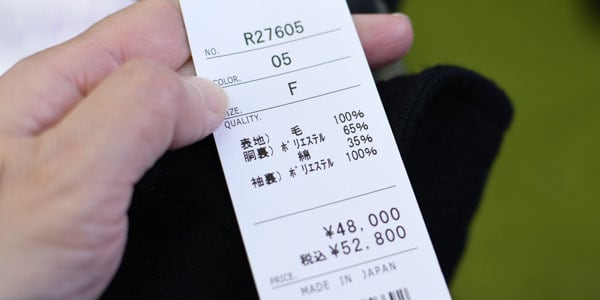 NO. R27605
COLOR. 05
SIZE. F
QUALITY.
表地) 毛 100%
胴裏) ポリエステル 65%
綿 35%
袖裏) ポリエステル 100%
¥48,000
税込 ¥52,800
PRICE.
MADE IN JAPAN